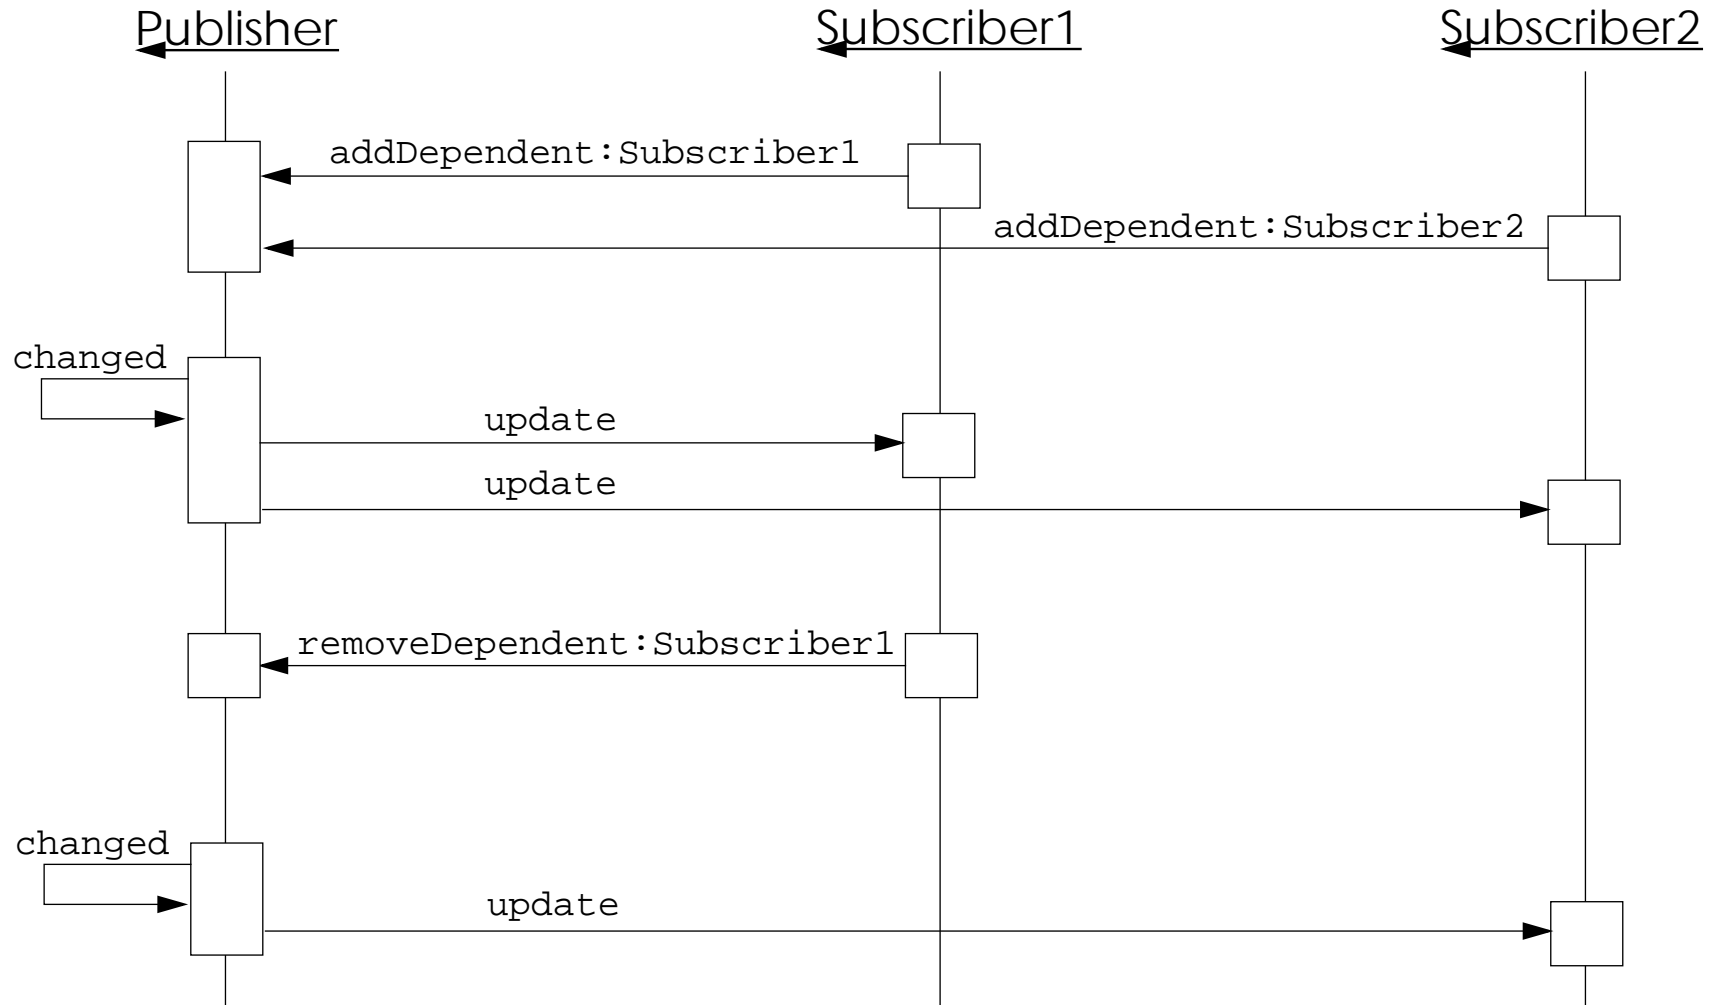 Publisher
Subscriber1
Subscriber2
addDependent:Subscriber1
addDependent:Subscriber2
changed
update
update
removeDependent:Subscriber1
changed
update